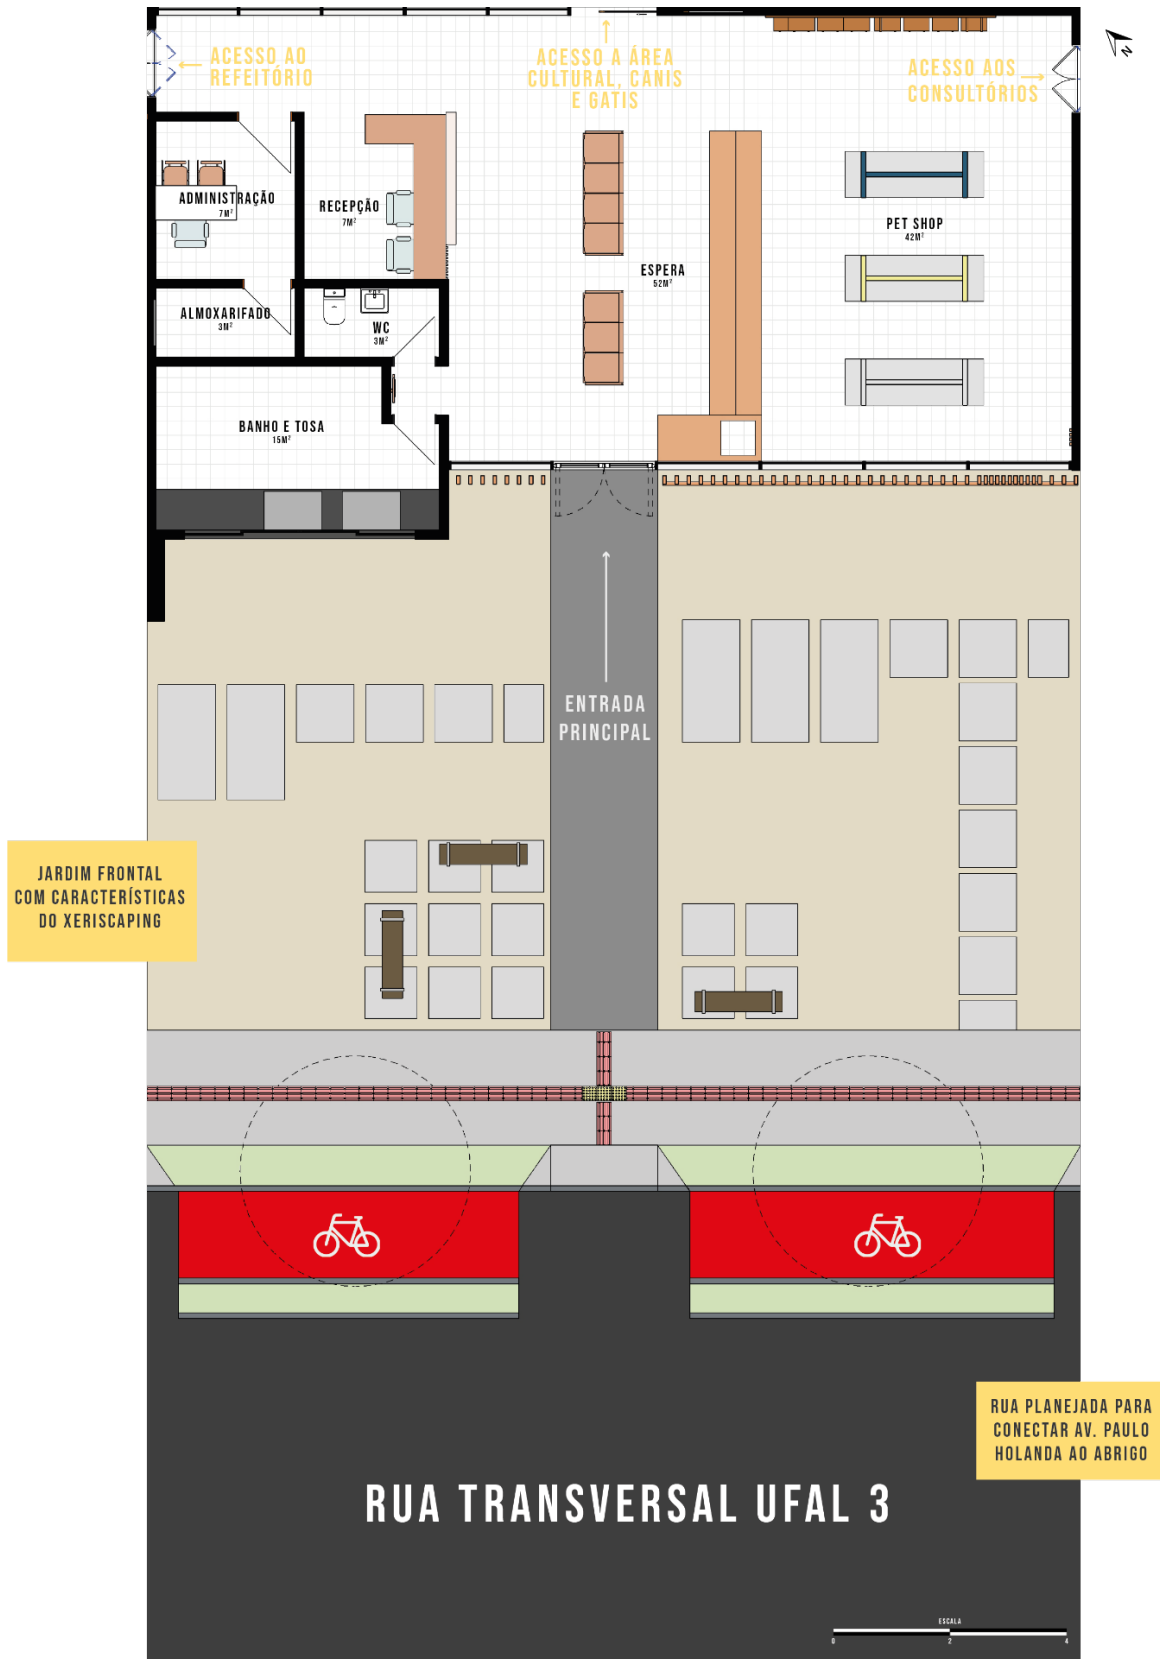 ACESSO AO
REFEITÓRIO
ACESSO A ÁREA
CULTURAL, CANIS
E GATIS
ACESSO AOS
CONSULTÓRIOS
N
ADMINISTRAÇÃO
7M²
RECEPÇÃO
7M²
PET SHOP
42M²
ESPERA
52M²
ALMOXARIFADO
3M²
WC
3M²
BANHO E TOSA
15M²
ENTRADA
PRINCIPAL
JARDIM FRONTAL
COM CARACTERÍSTICAS
DO XERISCAPING
RUA PLANEJADA PARA
CONECTAR AV. PAULO
HOLANDA AO ABRIGO
RUA TRANSVERSAL UFAL 3
ESCALA
0 2 4